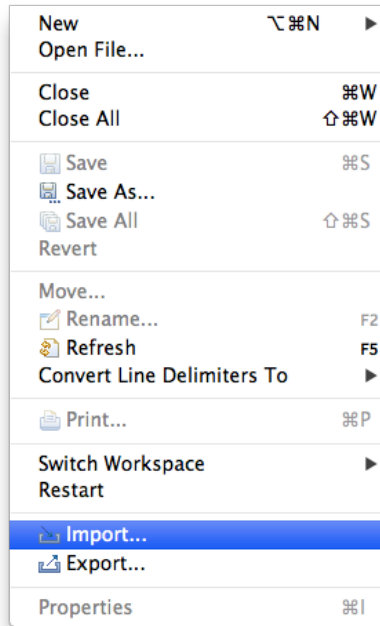 New ⌥⌘N ▶
Open File...
Close ⌘W
Close All ⇧⌘W
Save ⌘S
Save As...
Save All ⇧⌘S
Revert
Move...
Rename... F2
Refresh F5
Convert Line Delimiters To ▶
Print... ⌘P
Switch Workspace ▶
Restart
Import...
Export...
Properties ⌘I